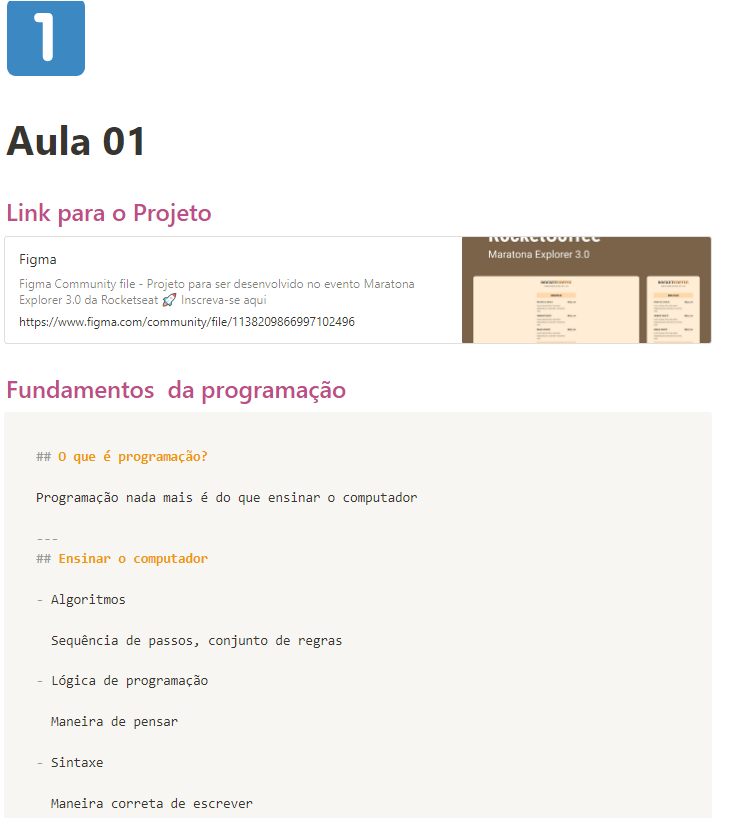 1
Aula 01
Link para o Projeto
Figma
Figma Community file - Projeto para ser desenvolvido no evento Maratona
Explorer 3.0 da Rocketseat 🚀 Inscreva-se aqui
https://www.figma.com/community/file/1138209866997102496
RocketCoffee
Maratona Explorer 3.0
ROCKETCOFFEE
ROCKETCOFFEE
Fundamentos  da programação
## O que é programação?
Programação nada mais é do que ensinar o computador
---
## Ensinar o computador
- Algoritmos
Sequência de passos, conjunto de regras
- Lógica de programação
Maneira de pensar
- Sintaxe
Maneira correta de escrever